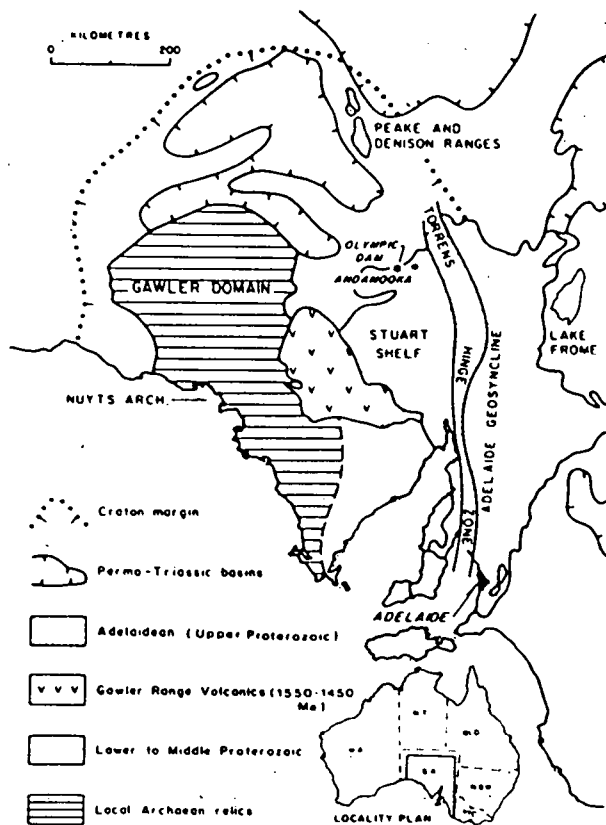 KILOMETRES
0 200
PEAKE AND
DENISON RANGES
OLYMPIC
DAM
ANDAMOOKA
TORRENS
GAWLER DOMAIN
STUART
SHELF
LAKE
FROME
HINGE
ADELAIDE GEOSYNCLINE
NUYTS ARCH
ZONE
Craton margin
Permo-Triassic basins
ADELAIDE
Adelaidean (Upper Proterozoic)
Gawler Range Volcanics (1550-1450
Ma)
Lower to Middle Proterozoic
Local Archaean relics
W A
N T
QLD
S A
NSW
LOCALITY PLAN